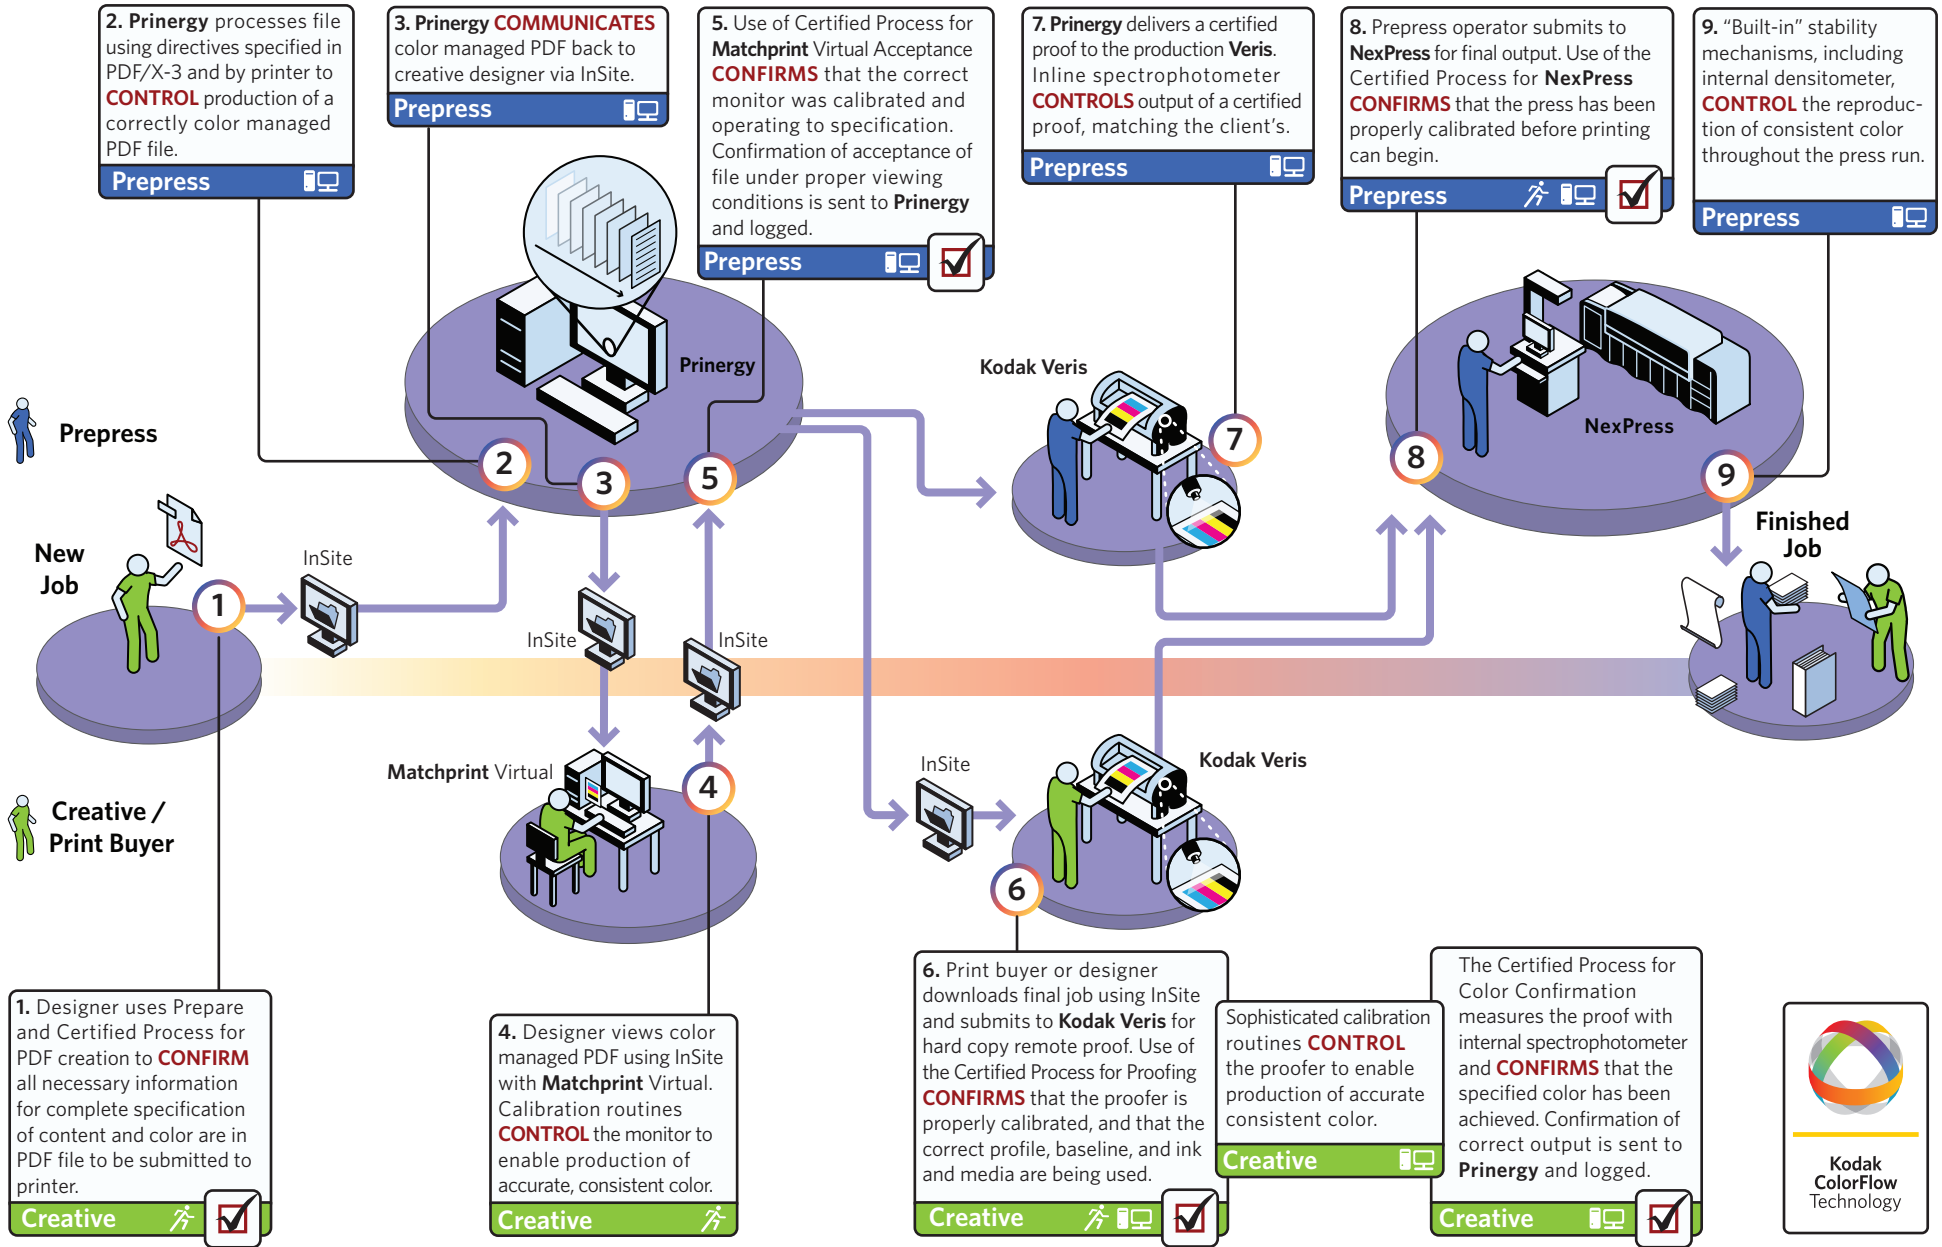 2. Prinergy processes file
using directives specified in
PDF/X-3 and by printer to
CONTROL production of a
correctly color managed
PDF file.
Prepress
3. Prinergy COMMUNICATES
color managed PDF back to
creative designer via InSite.
Prepress
5. Use of Certified Process for
Matchprint Virtual Acceptance
CONFIRMS that the correct
monitor was calibrated and
operating to specification.
Confirmation of acceptance of
file under proper viewing
conditions is sent to Prinergy
and logged.
Prepress
7. Prinergy delivers a certified
proof to the production Veris.
Inline spectrophotometer
CONTROLS output of a certified
proof, matching the client's.
Prepress
8. Prepress operator submits to
NexPress for final output. Use of the
Certified Process for NexPress
CONFIRMS that the press has been
properly calibrated before printing
can begin.
Prepress
9. “Built-in” stability
mechanisms, including
internal densitometer,
CONTROL the reproduc-
tion of consistent color
throughout the press run.
Prepress
Prinergy
Kodak Veris
NexPress
Prepress
2
3
5
7
8
9
New
Job
1
InSite
InSite
InSite
Finished
Job
Matchprint Virtual
4
InSite
Kodak Veris
6
Creative /
Print Buyer
1. Designer uses Prepare
and Certified Process for
PDF creation to CONFIRM
all necessary information
for complete specification
of content and color are in
PDF file to be submitted to
printer.
Creative
4. Designer views color
managed PDF using InSite
with Matchprint Virtual.
Calibration routines
CONTROL the monitor to
enable production of
accurate, consistent color.
Creative
6. Print buyer or designer
downloads final job using InSite
and submits to Kodak Veris for
hard copy remote proof. Use of
the Certified Process for Proofing
CONFIRMS that the proofer is
properly calibrated, and that the
correct profile, baseline, and ink
and media are being used.
Creative
Sophisticated calibration
routines CONTROL
the proofer to enable
production of accurate
consistent color.
Creative
The Certified Process for
Color Confirmation
measures the proof with
internal spectrophotometer
and CONFIRMS that the
specified color has been
achieved. Confirmation of
correct output is sent to
Prinergy and logged.
Creative
Kodak
ColorFlow
Technology